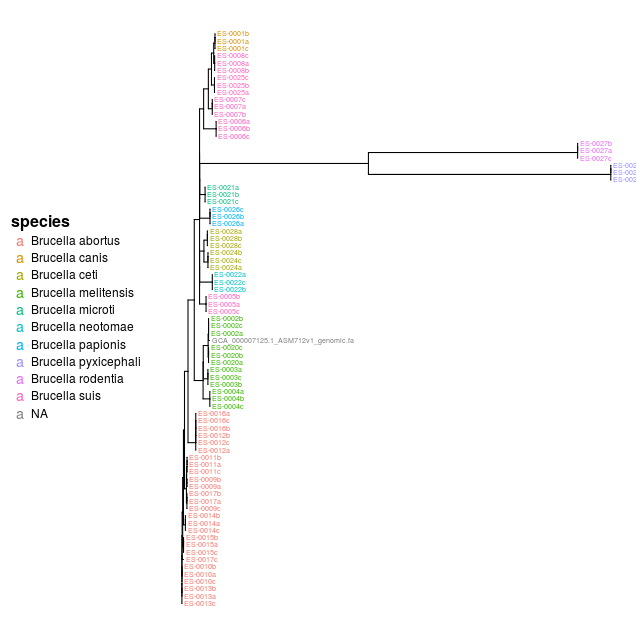 ES-0001b
ES-0001a
ES-0001c
ES-0008c
ES-0008a
ES-0008b
ES-0025c
ES-0025b
ES-0025a
ES-0007c
ES-0007a
ES-0007b
ES-0006a
ES-0006b
ES-0006c
ES-0027b
ES-0027a
ES-0027c
ES-002
ES-002
ES-002
ES-0021a
ES-0021b
ES-0021c
ES-0026c
ES-0026b
ES-0026a
ES-0028a
ES-0028b
ES-0028c
ES-0024b
ES-0024c
ES-0024a
ES-0022a
ES-0022c
ES-0022b
ES-0005b
ES-0005a
ES-0005c
ES-0002b
ES-0002c
ES-0002a
GCA_000007125.1_ASM712v1_genomic.fa
ES-0020c
ES-0020b
ES-0020a
ES-0003a
ES-0003c
ES-0003b
ES-0004a
ES-0004b
ES-0004c
ES-0016a
ES-0016c
ES-0016b
ES-0012b
ES-0012c
ES-0012a
ES-0011b
ES-0011a
ES-0011c
ES-0009b
ES-0009a
ES-0017b
ES-0017a
ES-0009c
ES-0014b
ES-0014a
ES-0014c
ES-0015b
ES-0015a
ES-0015c
ES-0017c
ES-0010b
ES-0010a
ES-0010c
ES-0013b
ES-0013a
ES-0013c
species
a Brucella abortus
a Brucella canis
a Brucella ceti
a Brucella melitensis
a Brucella microti
a Brucella neotomae
a Brucella papionis
a Brucella pyxicephali
a Brucella rodentia
a Brucella suis
a NA